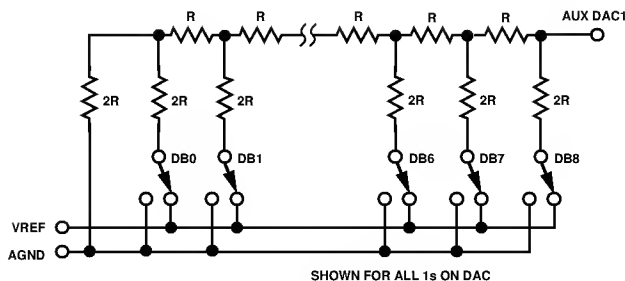 R R R R R AUX DAC1
2R 2R 2R 2R 2R 2R
DB0 DB1 DB6 DB7 DB8
VREF
AGND
SHOWN FOR ALL 1s ON DAC